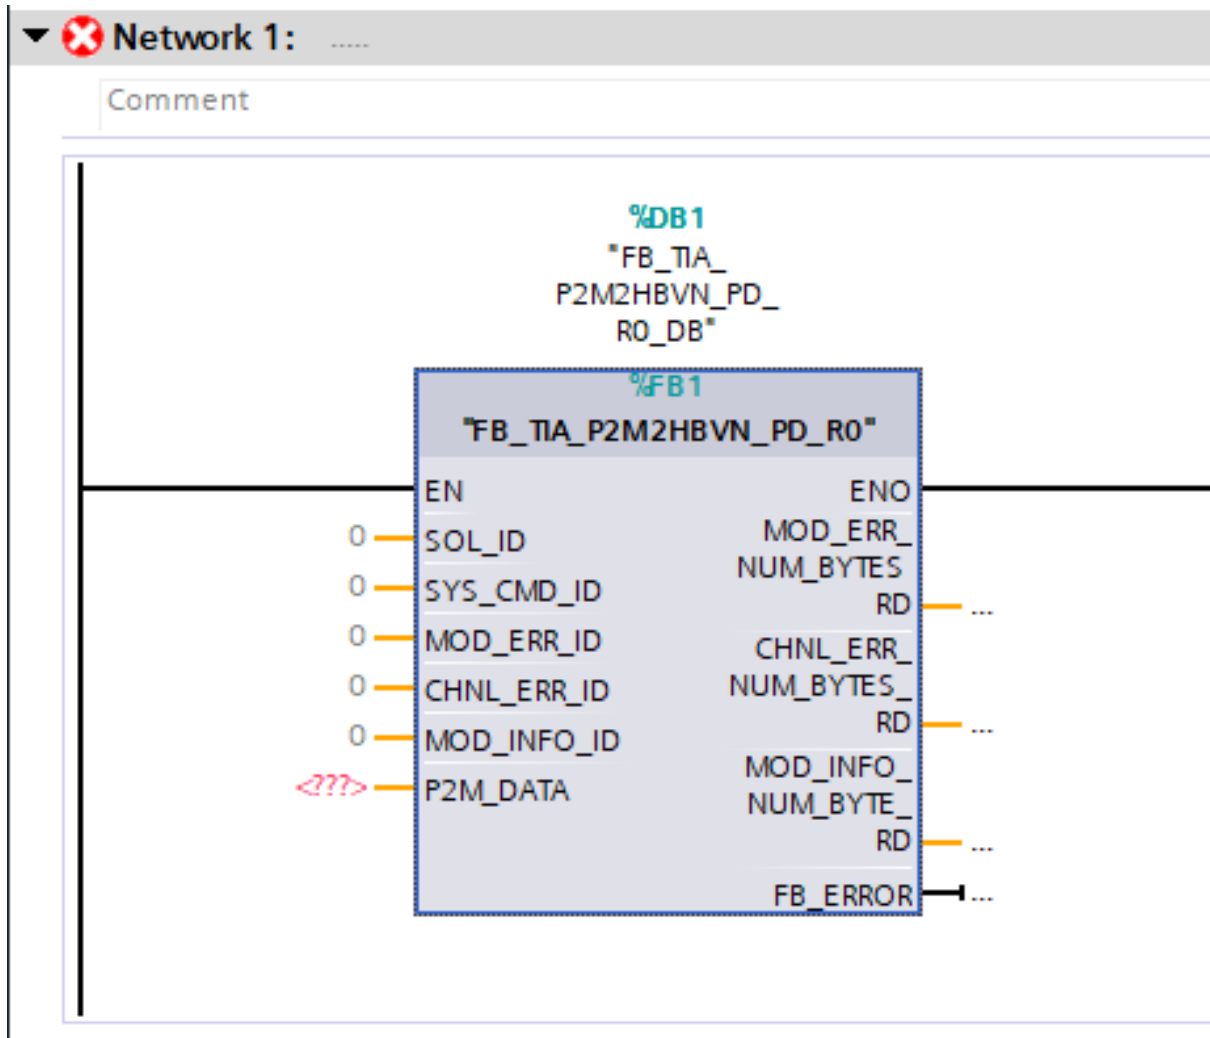 Network 1: .....
Comment
%DB1
"FB_TIA_
P2M2HBVN_PD_
R0_DB"
%FB1
"FB_TIA_P2M2HBVN_PD_R0"
EN
ENO
0
SOL_ID
MOD_ERR_
NUM_BYTES
RD
...
0
SYS_CMD_ID
0
MOD_ERR_ID
CHNL_ERR_
NUM_BYTES_
RD
...
0
CHNL_ERR_ID
0
MOD_INFO_ID
MOD_INFO_
NUM_BYTE_
RD
...
<???>
P2M_DATA
FB_ERROR
...